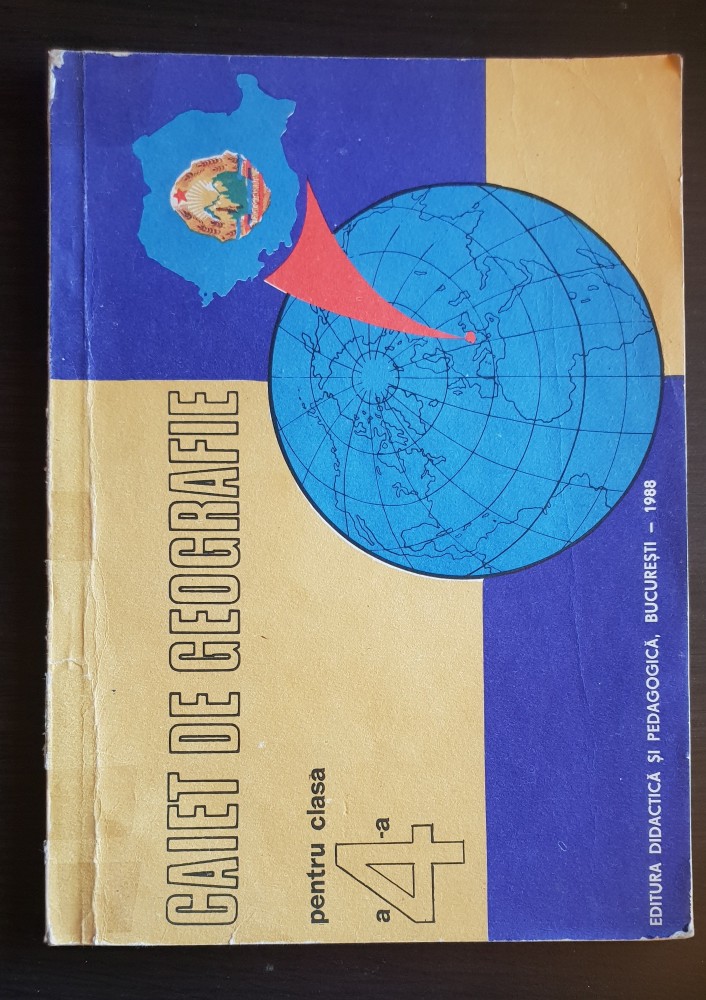 CAIET DE GEOGRAFIE
pentru clasa
a 4-a
EDITURA DIDACTICĂ ȘI PEDAGOGICĂ, BUCUREȘTI – 1988